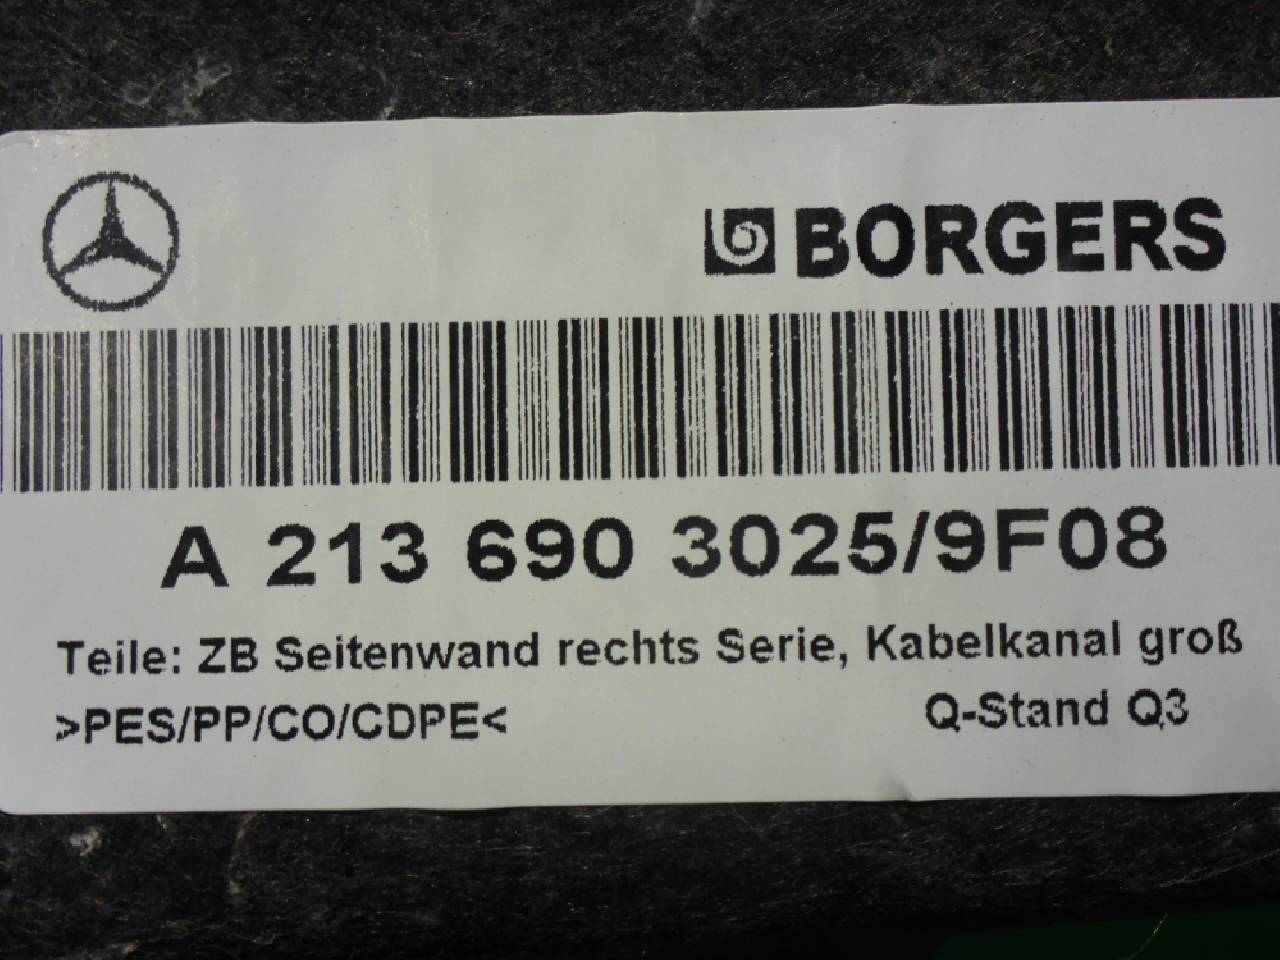 BORGERS
A 213 690 3025/9F08
Teile: ZB Seitenwand rechts Serie, Kabelkanal groß
>PES/PP/CO/CDPE<
Q-Stand Q3